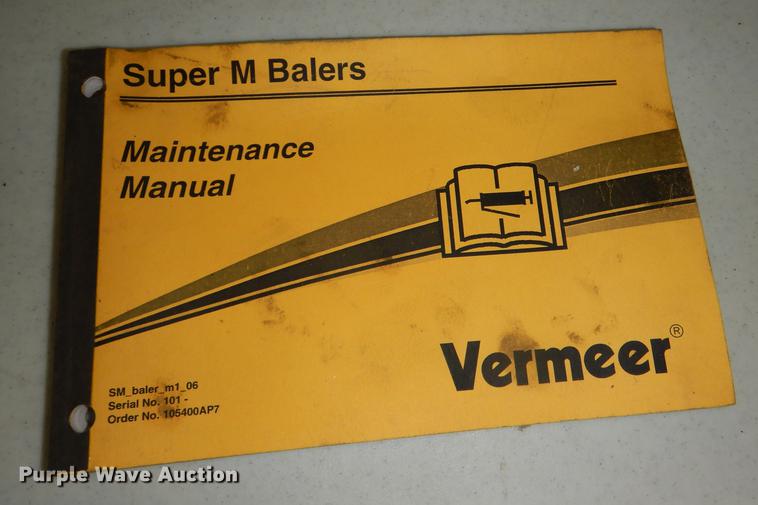 Super M Balers
Maintenance
Manual
Vermeer®
SM_baler_m1_06
Serial No. 101 -
Order No. 105400AP7
Purple Wave Auction